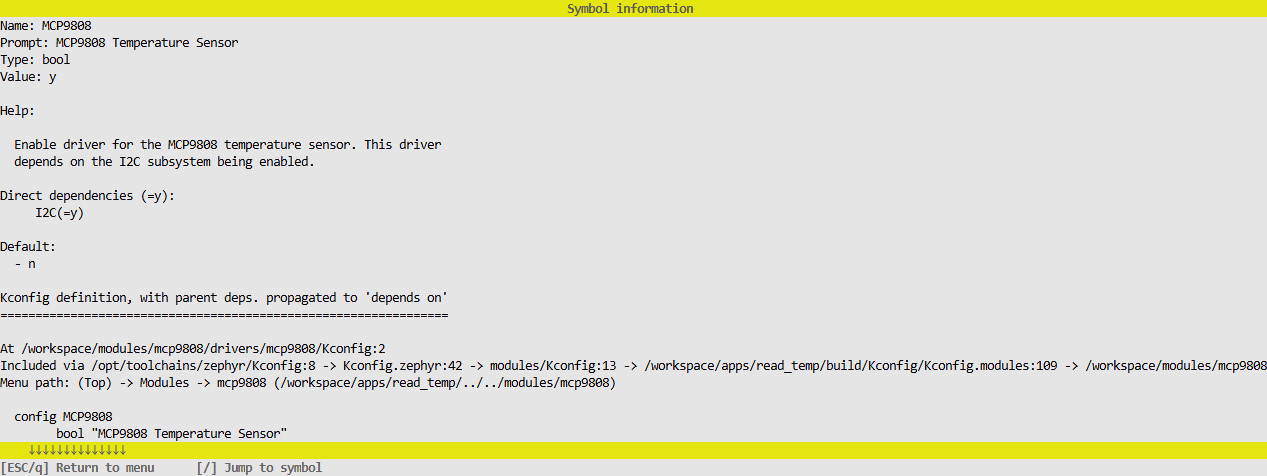 Symbol information
Name: MCP9808
Prompt: MCP9808 Temperature Sensor
Type: bool
Value: y
Help:
Enable driver for the MCP9808 temperature sensor. This driver
depends on the I2C subsystem being enabled.
Direct dependencies (=y):
I2C(=y)
Default:
- n
Kconfig definition, with parent deps. propagated to 'depends on'
================================================================
At /workspace/modules/mcp9808/drivers/mcp9808/Kconfig:2
Included via /opt/toolchains/zephyr/Kconfig:8 -> Kconfig.zephyr:42 -> modules/Kconfig:13 -> /workspace/apps/read_temp/build/Kconfig/Kconfig.modules:109 -> /workspace/modules/mcp9808
Menu path: (Top) -> Modules -> mcp9808 (/workspace/apps/read_temp/../../modules/mcp9808)
config MCP9808
bool "MCP9808 Temperature Sensor"
↓↓↓↓↓↓↓↓↓↓↓↓↓↓
[ESC/q] Return to menu [/] Jump to symbol